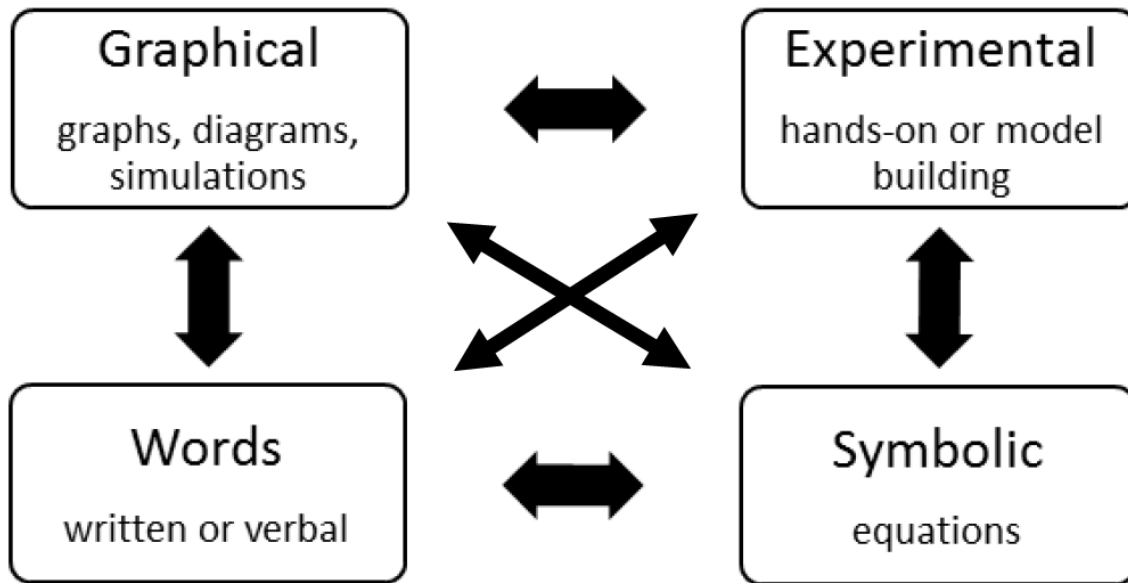 Graphical
graphs, diagrams,
simulations
Experimental
hands-on or model
building
Words
written or verbal
Symbolic
equations